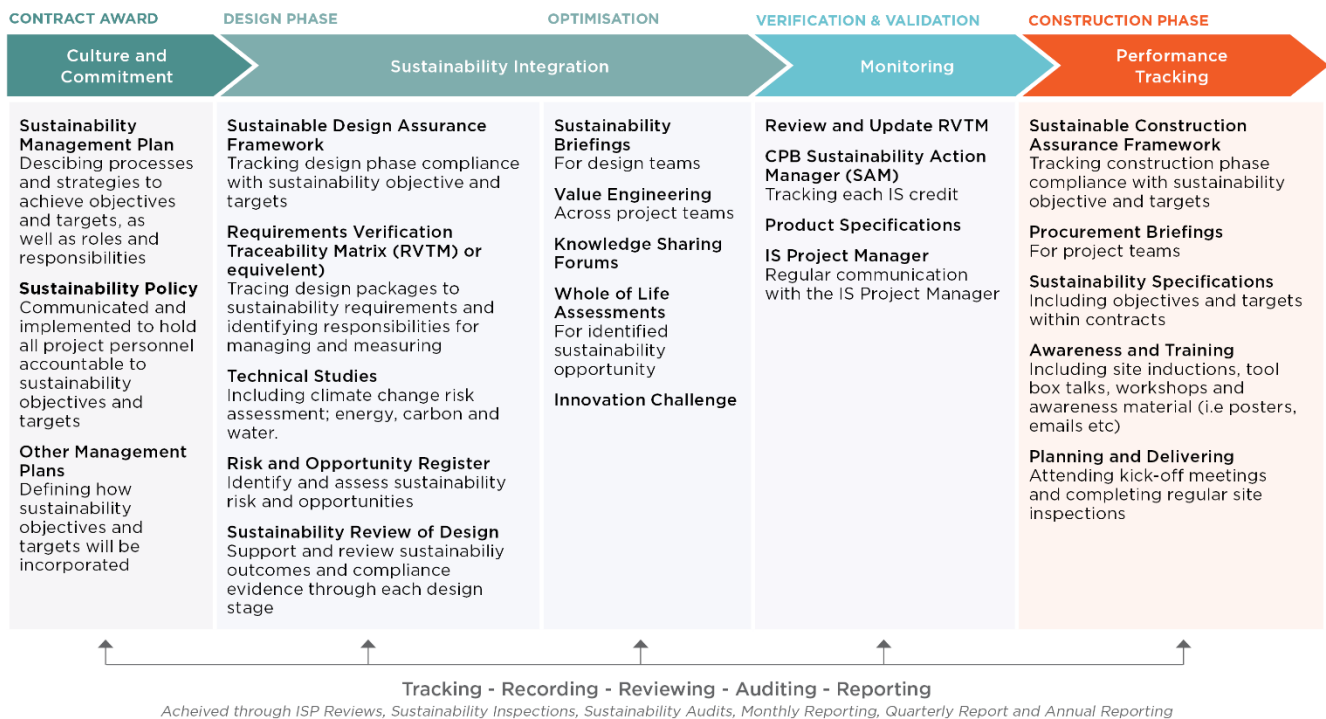 CONTRACT AWARD
DESIGN PHASE
OPTIMISATION
VERIFICATION & VALIDATION
CONSTRUCTION PHASE
Culture and
Commitment
Sustainability Integration
Monitoring
Performance
Tracking
Sustainability
Management Plan
Descibing processes
and strategies to
achieve objectives
and targets, as
well as roles and
responsibilities
Sustainability Policy
Communicated and
implemented to hold
all project personnel
accountable to
sustainability
objectives and
targets
Other Management
Plans
Defining how
sustainability
objectives and
targets will be
incorporated
Sustainable Design Assurance
Framework
Tracking design phase compliance
with sustainability objective and
targets
Requirements Verification
Traceability Matrix (RVTM) or
equivelent)
Tracing design packages to
sustainability requirements and
identifying responsibilities for
managing and measuring
Technical Studies
Including climate change risk
assessment; energy, carbon and
water.
Risk and Opportunity Register
Identify and assess sustainability
risk and opportunities
Sustainability Review of Design
Support and review sustainabiliy
outcomes and compliance
evidence through each design
stage
Sustainability
Briefings
For design teams
Value Engineering
Across project teams
Knowledge Sharing
Forums
Whole of Life
Assessments
For identified
sustainability
opportunity
Innovation Challenge
Review and Update RVTM
CPB Sustainability Action
Manager (SAM)
Tracking each IS credit
Product Specifications
IS Project Manager
Regular communication
with the IS Project Manager
Sustainable Construction
Assurance Framework
Tracking construction phase
compliance with sustainability
objective and targets
Procurement Briefings
For project teams
Sustainability Specifications
Including objectives and targets
within contracts
Awareness and Training
Including site inductions, tool
box talks, workshops and
awareness material (i.e posters,
emails etc)
Planning and Delivering
Attending kick-off meetings
and completing regular site
inspections
Tracking - Recording - Reviewing - Auditing - Reporting
Acheived through ISP Reviews, Sustainability Inspections, Sustainability Audits, Monthly Reporting, Quarterly Report and Annual Reporting